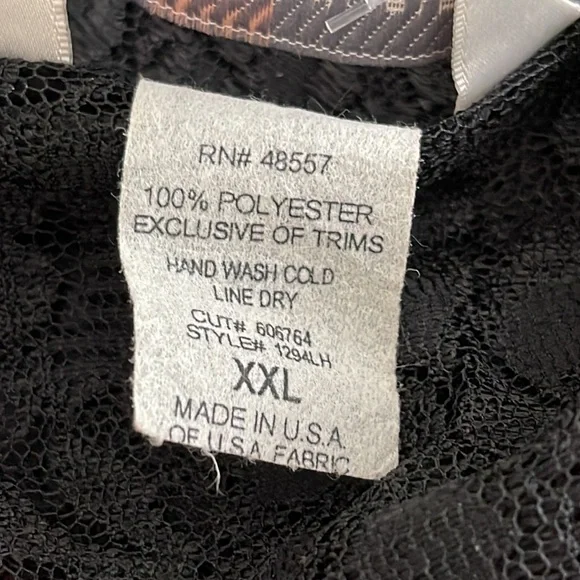 RN# 48557
100% POLYESTER
EXCLUSIVE OF TRIMS
HAND WASH COLD
LINE DRY
CUT# 606764
STYLE# 1294LH
XXL
MADE IN U.S.A.
OF U.S.A. FABRIC